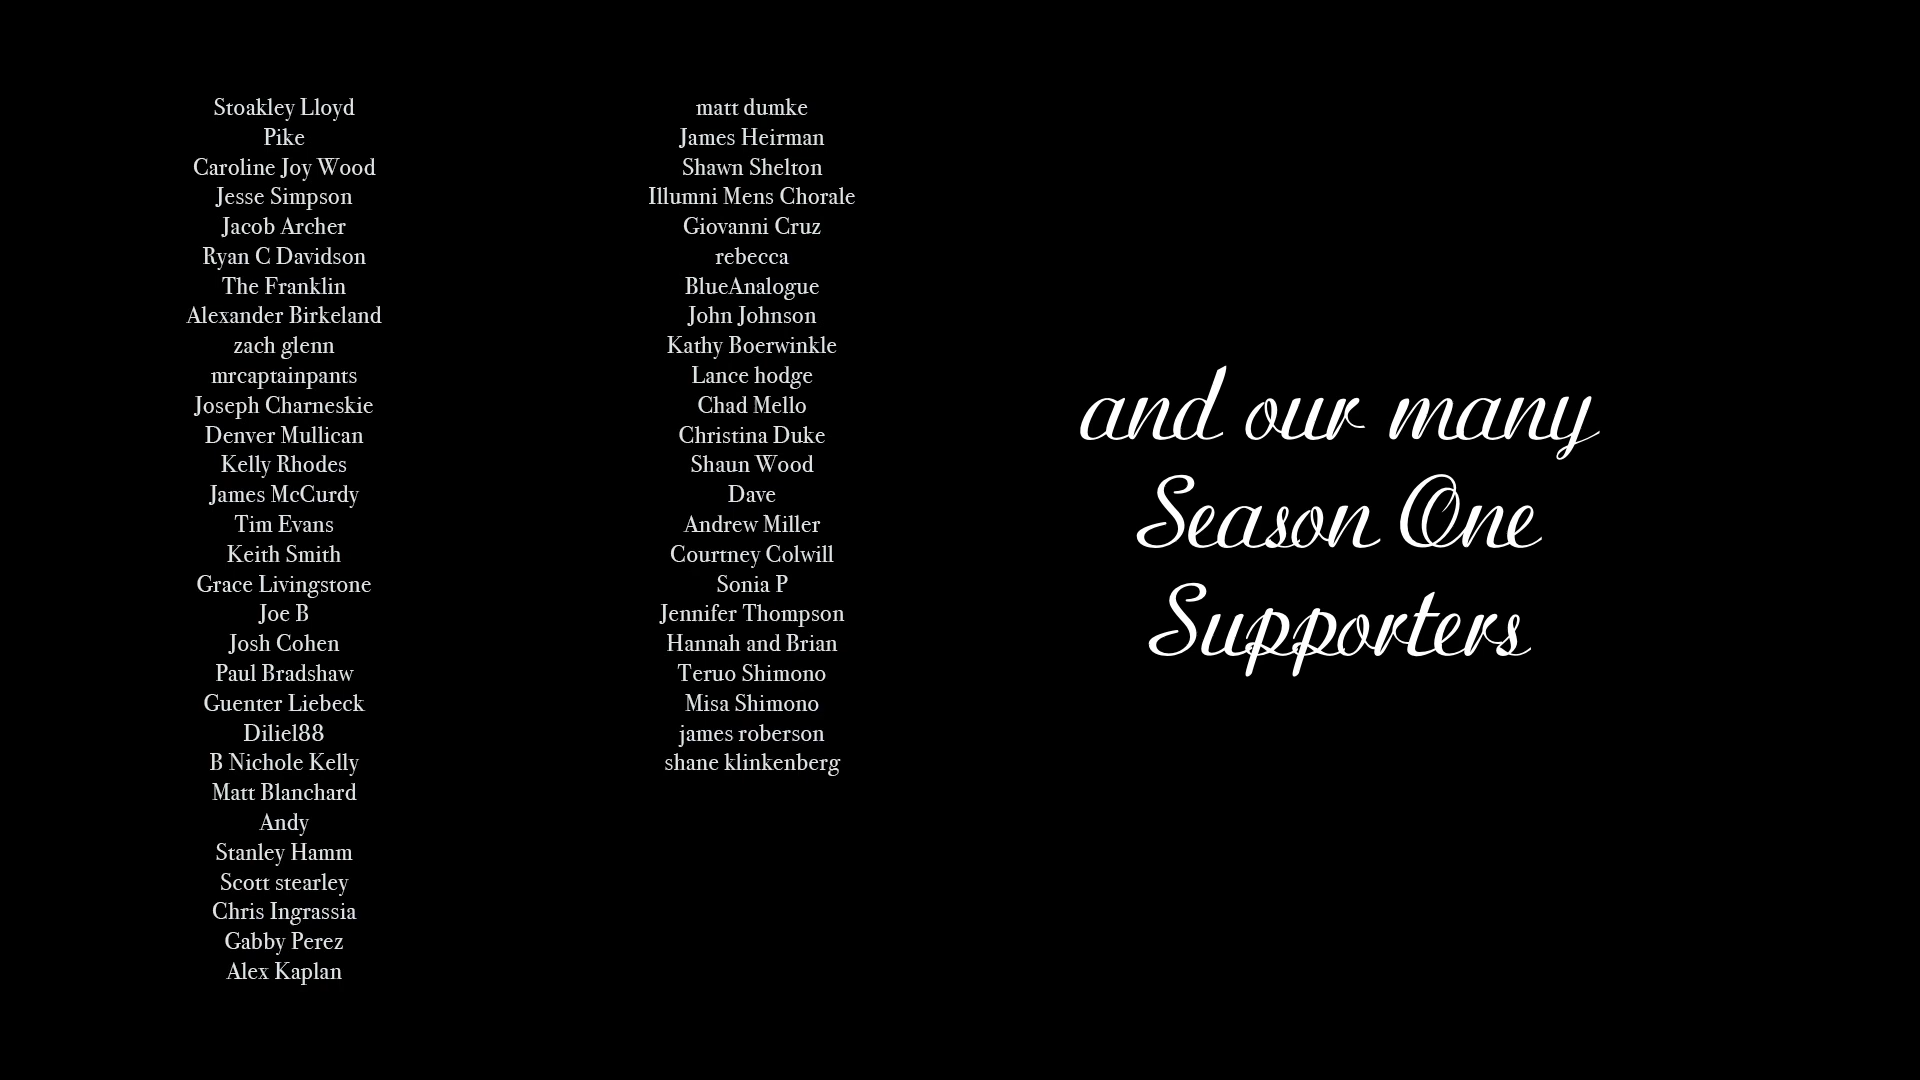 Stoakley Lloyd
Pike
Caroline Joy Wood
Jesse Simpson
Jacob Archer
Ryan C Davidson
The Franklin
Alexander Birkeland
zach glenn
mrcaptainpants
Joseph Charneskie
Denver Mullican
Kelly Rhodes
James McCurdy
Tim Evans
Keith Smith
Grace Livingstone
Joe B
Josh Cohen
Paul Bradshaw
Guenter Liebeck
Diliel88
B Nichole Kelly
Matt Blanchard
Andy
Stanley Hamm
Scott stearley
Chris Ingrassia
Gabby Perez
Alex Kaplan
matt dumke
James Heirman
Shawn Shelton
Illumni Mens Chorale
Giovanni Cruz
rebecca
BlueAnalogue
John Johnson
Kathy Boerwinkle
Lance hodge
Chad Mello
Christina Duke
Shaun Wood
Dave
Andrew Miller
Courtney Colwill
Sonia P
Jennifer Thompson
Hannah and Brian
Teruo Shimono
Misa Shimono
james roberson
shane klinkenberg
and our many
Season One
Supporters